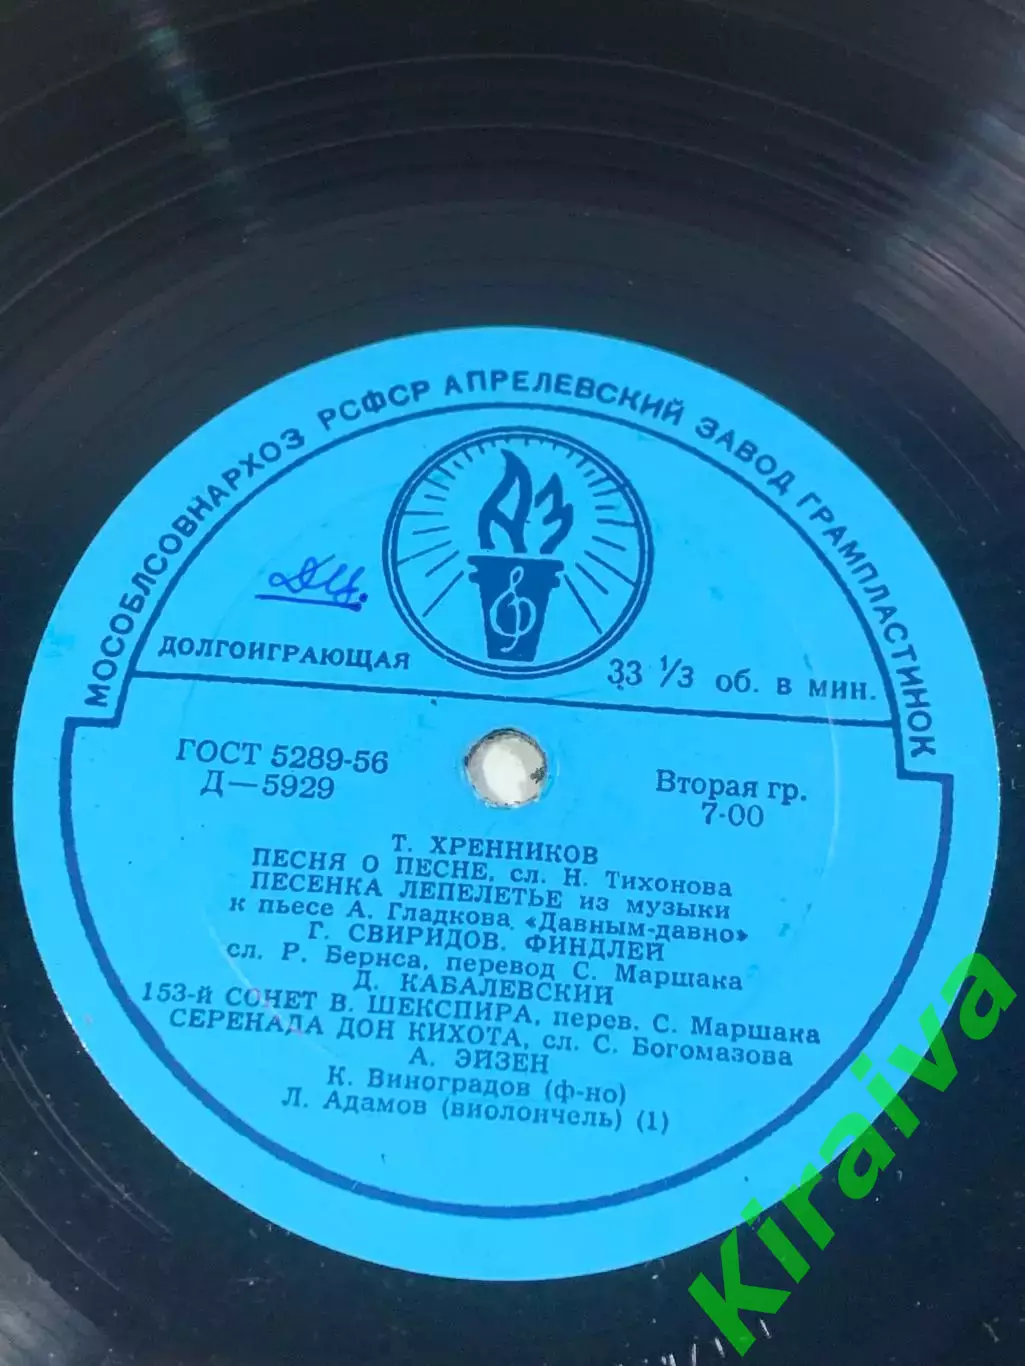 МОСОБЛСОВНАРХОЗ РСФСР АПРЕЛЕВСКИЙ ЗАВОД ГРАМПЛАСТИНОК
АЗ
ДОЛГОИГРАЮЩАЯ
33 1/3 об. в мин.
ГОСТ 5289-56
Д—5929
Вторая гр.
7-00
Т. ХРЕННИКОВ
ПЕСНЯ О ПЕСНЕ, сл. Н. Тихонова
ПЕСЕНКА ЛЕПЕЛЕТЬЕ из музыки
к пьесе А. Гладкова «Давным-давно»
Г. СВИРИДОВ. ФИНДЛЕЙ
сл. Р. Бернса, перевод С. Маршака
Д. КАБАЛЕВСКИЙ
153-й СОНЕТ В. ШЕКСПИРА, перев. С. Маршака
СЕРЕНАДА ДОН КИХОТА, сл. С. Богомазова
А. ЭЙЗЕН
К. Виноградов (ф-но)
Л. Адамов (виолончель) (1)
Kiraiva